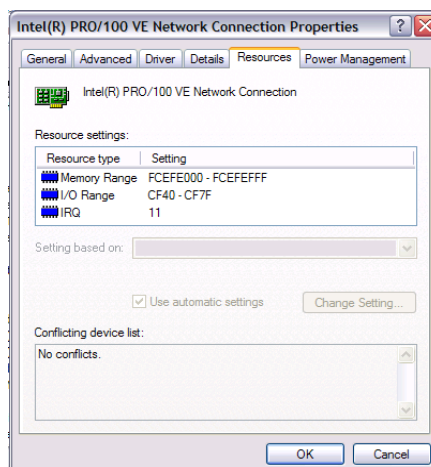 Intel(R) PRO/100 VE Network Connection Properties
General Advanced Driver Details Resources Power Management
Intel(R) PRO/100 VE Network Connection
Resource settings:
Resource type Setting
Memory Range FCEFE000 - FCEFEFFF
I/O Range CF40 - CF7F
IRQ 11
Setting based on:
Use automatic settings Change Setting...
Conflicting device list:
No conflicts.
OK Cancel